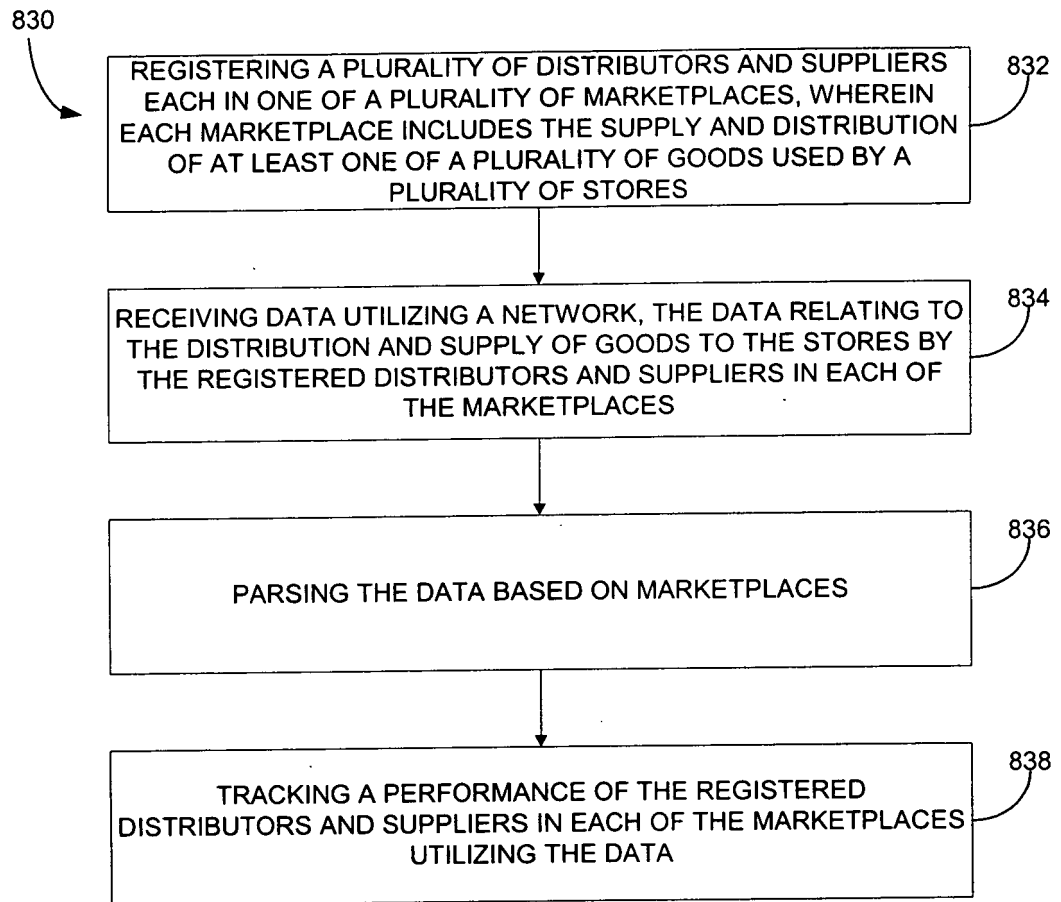 830
REGISTERING A PLURALITY OF DISTRIBUTORS AND SUPPLIERS
EACH IN ONE OF A PLURALITY OF MARKETPLACES, WHEREIN
EACH MARKETPLACE INCLUDES THE SUPPLY AND DISTRIBUTION
OF AT LEAST ONE OF A PLURALITY OF GOODS USED BY A
PLURALITY OF STORES
832
RECEIVING DATA UTILIZING A NETWORK, THE DATA RELATING TO
THE DISTRIBUTION AND SUPPLY OF GOODS TO THE STORES BY
THE REGISTERED DISTRIBUTORS AND SUPPLIERS IN EACH OF
THE MARKETPLACES
834
PARSING THE DATA BASED ON MARKETPLACES
836
TRACKING A PERFORMANCE OF THE REGISTERED
DISTRIBUTORS AND SUPPLIERS IN EACH OF THE MARKETPLACES
UTILIZING THE DATA
838